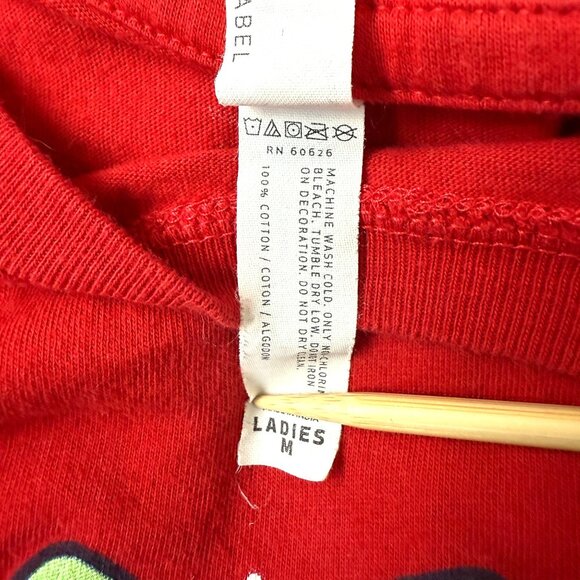 ABEL
RN 60626
MACHINE WASH COLD. ONLY NON-CHLORINE
BLEACH. TUMBLE DRY LOW. DO NOT IRON
ON DECORATION. DO NOT DRY
CLEAN.
100% COTTON / COTON / ALGODON
LADIES
M